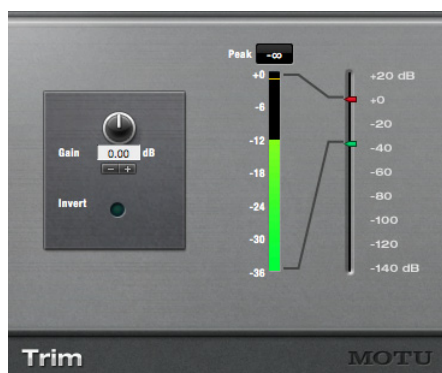 Peak -∞
+0
-6
-12
-18
-24
-30
-36
+20 dB
+0
-20
-40
-60
-80
-100
-120
-140 dB
Gain 0.00 dB
- +
Invert
Trim
MOTU